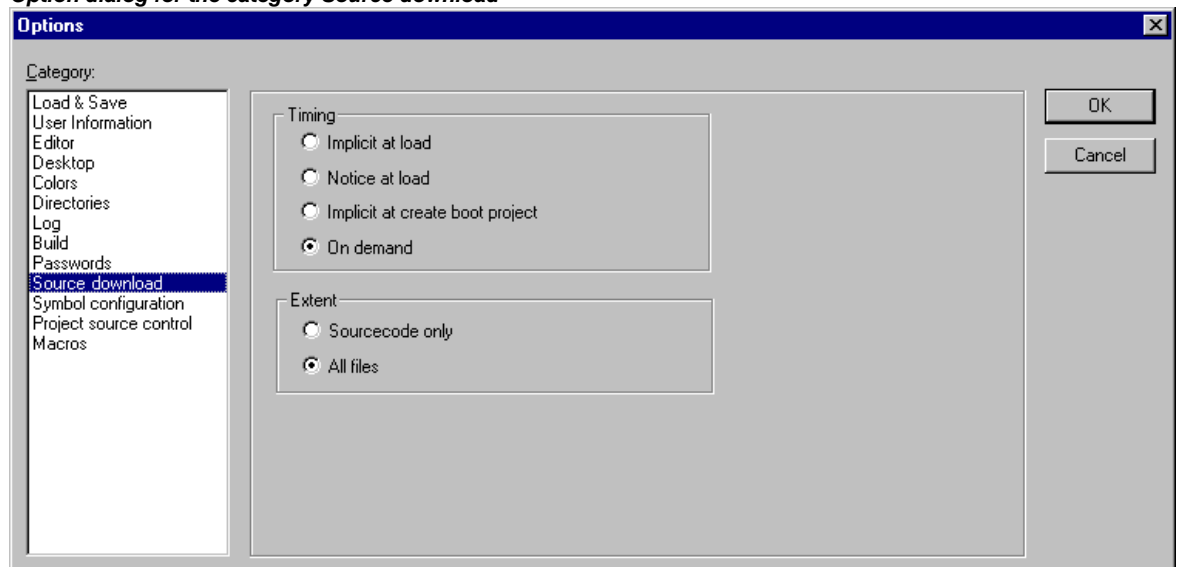 Option dialog for the category Source download
Options
Category:
Load & Save
User Information
Editor
Desktop
Colors
Directories
Log
Build
Passwords
Source download
Symbol configuration
Project source control
Macros
Timing
Implicit at load
Notice at load
Implicit at create boot project
On demand
Extent
Sourcecode only
All files
OK
Cancel